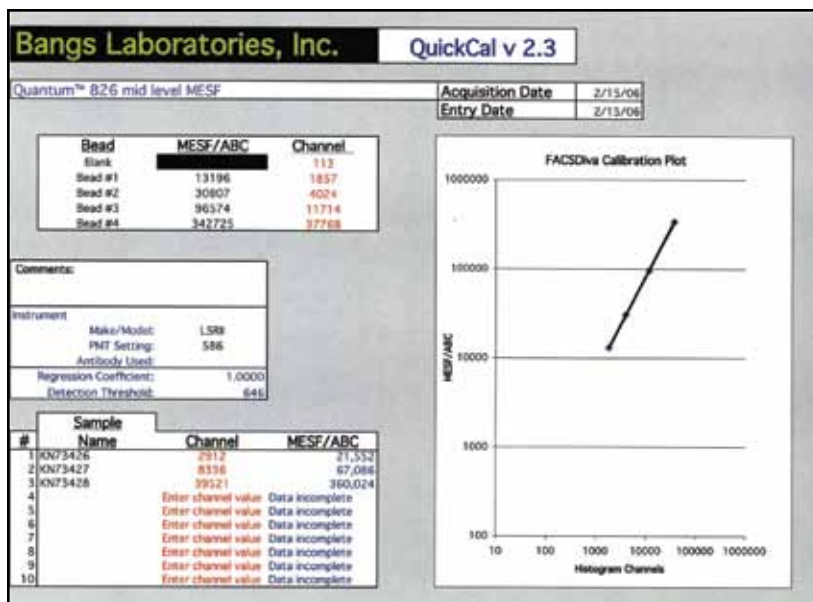 Bangs Laboratories, Inc. QuickCal v 2.3
Quantum™ 826 mid level MESF
Acquisition Date 2/15/06
Entry Date 2/15/06
Bead MESF/ABC Channel
Blank 113
Bead #1 13196 1857
Bead #2 30807 4024
Bead #3 96574 11714
Bead #4 342725 37768
Comments:
Instrument
Make/Model: LSRII
PMT Setting: 586
Antibody Used:
Regression Coefficient: 1.0000
Detection Threshold: 646
Sample
# Name Channel MESF/ABC
1 KN73426 2912 21,552
2 KN73427 8336 67,086
3 KN73428 39521 360,024
4 Enter channel value Data incomplete
5 Enter channel value Data incomplete
6 Enter channel value Data incomplete
7 Enter channel value Data incomplete
8 Enter channel value Data incomplete
9 Enter channel value Data incomplete
10 Enter channel value Data incomplete
FACSDiva Calibration Plot
1000000
100000
10000
1000
100
MESF/ABC
10 100 1000 10000 100000 1000000
Histogram Channels